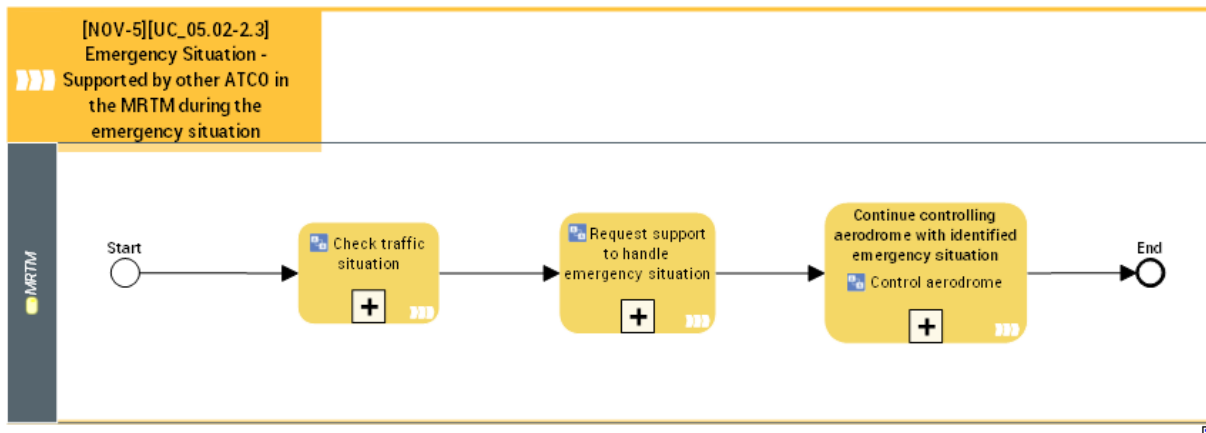 [NOV-5][UC_05.02-2.3]
Emergency Situation -
Supported by other ATCO in
the MRTM during the
emergency situation
MRTM
Start
Check traffic
situation
Request support
to handle
emergency situation
Continue controlling
aerodrome with identified
emergency situation
Control aerodrome
End